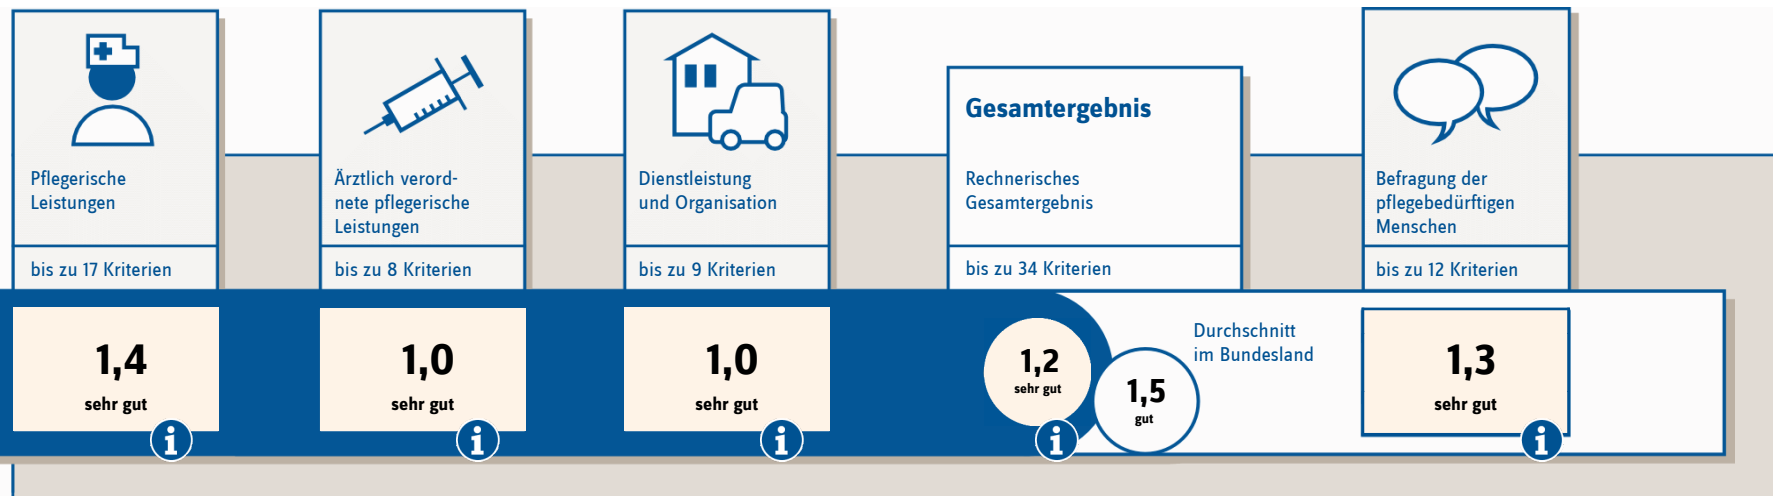 Pflegerische
Leistungen
bis zu 17 Kriterien
1,4
sehr gut
i
Ärztlich verord-
nete pflegerische
Leistungen
bis zu 8 Kriterien
1,0
sehr gut
i
Dienstleistung
und Organisation
bis zu 9 Kriterien
1,0
sehr gut
i
Gesamtergebnis
Rechnerisches
Gesamtergebnis
bis zu 34 Kriterien
1,2
sehr gut
i
1,5
gut
Durchschnitt
im Bundesland
Befragung der
pflegebedürftigen
Menschen
bis zu 12 Kriterien
1,3
sehr gut
i